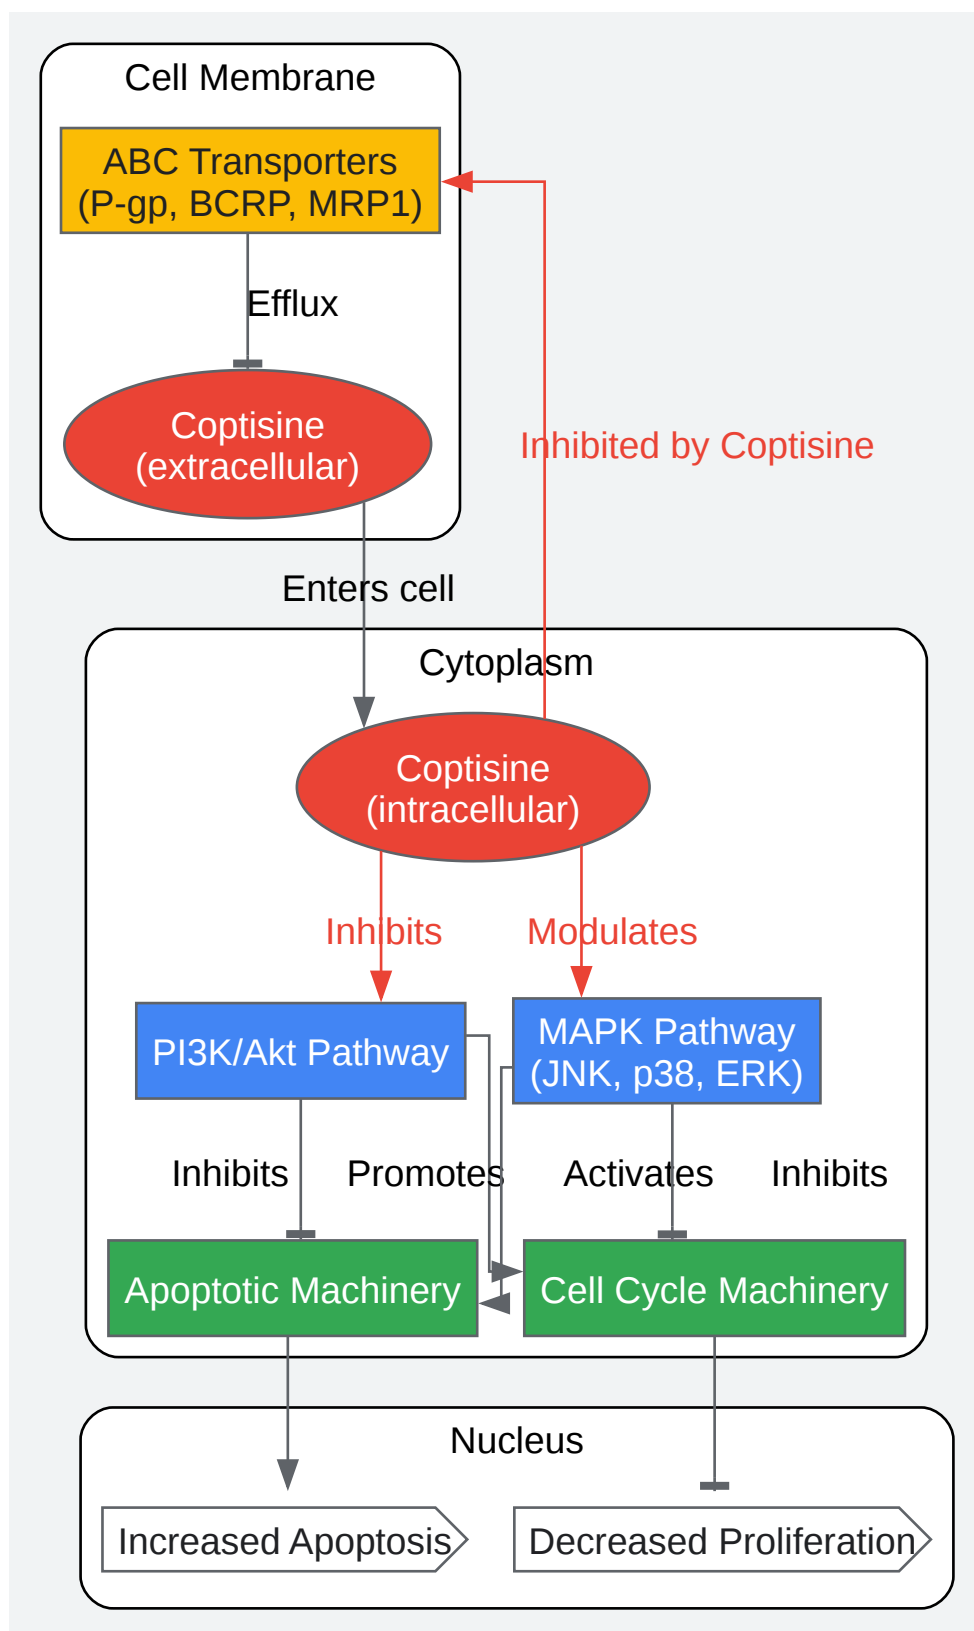 Cell Membrane
ABC Transporters
(P-gp, BCRP, MRP1)
Efflux
Coptisine
(extracellular)
Inhibited by Coptisine
Enters cell
Cytoplasm
Coptisine
(intracellular)
Inhibits
Modulates
PI3K/Akt Pathway
MAPK Pathway
(JNK, p38, ERK)
Inhibits
Promotes
Activates
Inhibits
Apoptotic Machinery
Cell Cycle Machinery
Nucleus
Increased Apoptosis
Decreased Proliferation